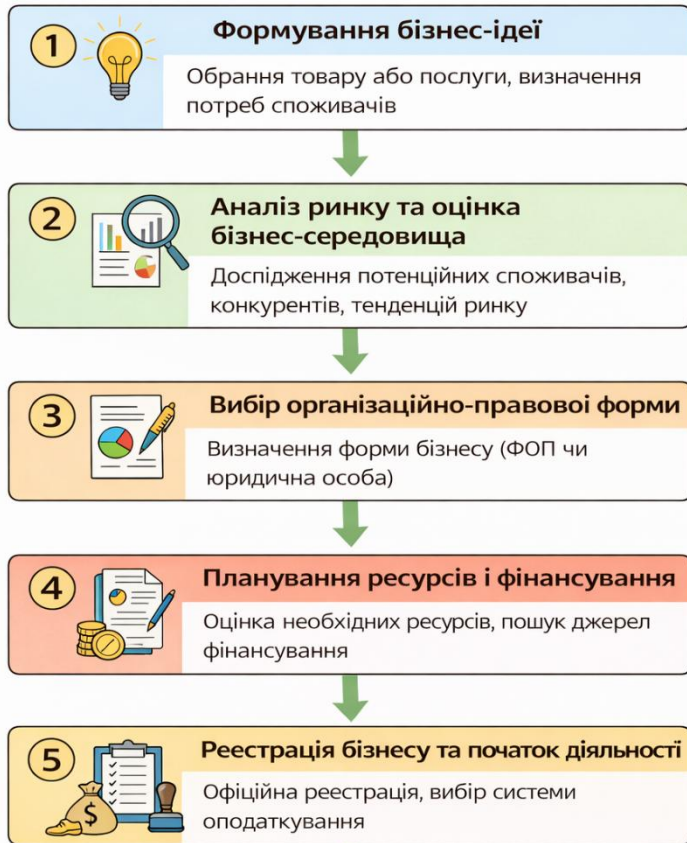 1
Формування бізнес-ідеї
Обрання товару або послуги, визначення
потреб споживачів
2
Аналіз ринку та оцінка
бізнес-середовища
Доспідження потенційних споживачів,
конкурентів, тенденцій ринку
3
Вибір організаційно-правовоі форми
Визначення форми бізнесу (ФОП чи
юридична особа)
4
Планування ресурсів і фінансування
Оцінка необхідних ресурсів, пошук джерел
фінансування
5
$
Реестрація бізнесу та початок діяльності
Офіційна реєстрація, вибір системи
оподаткування